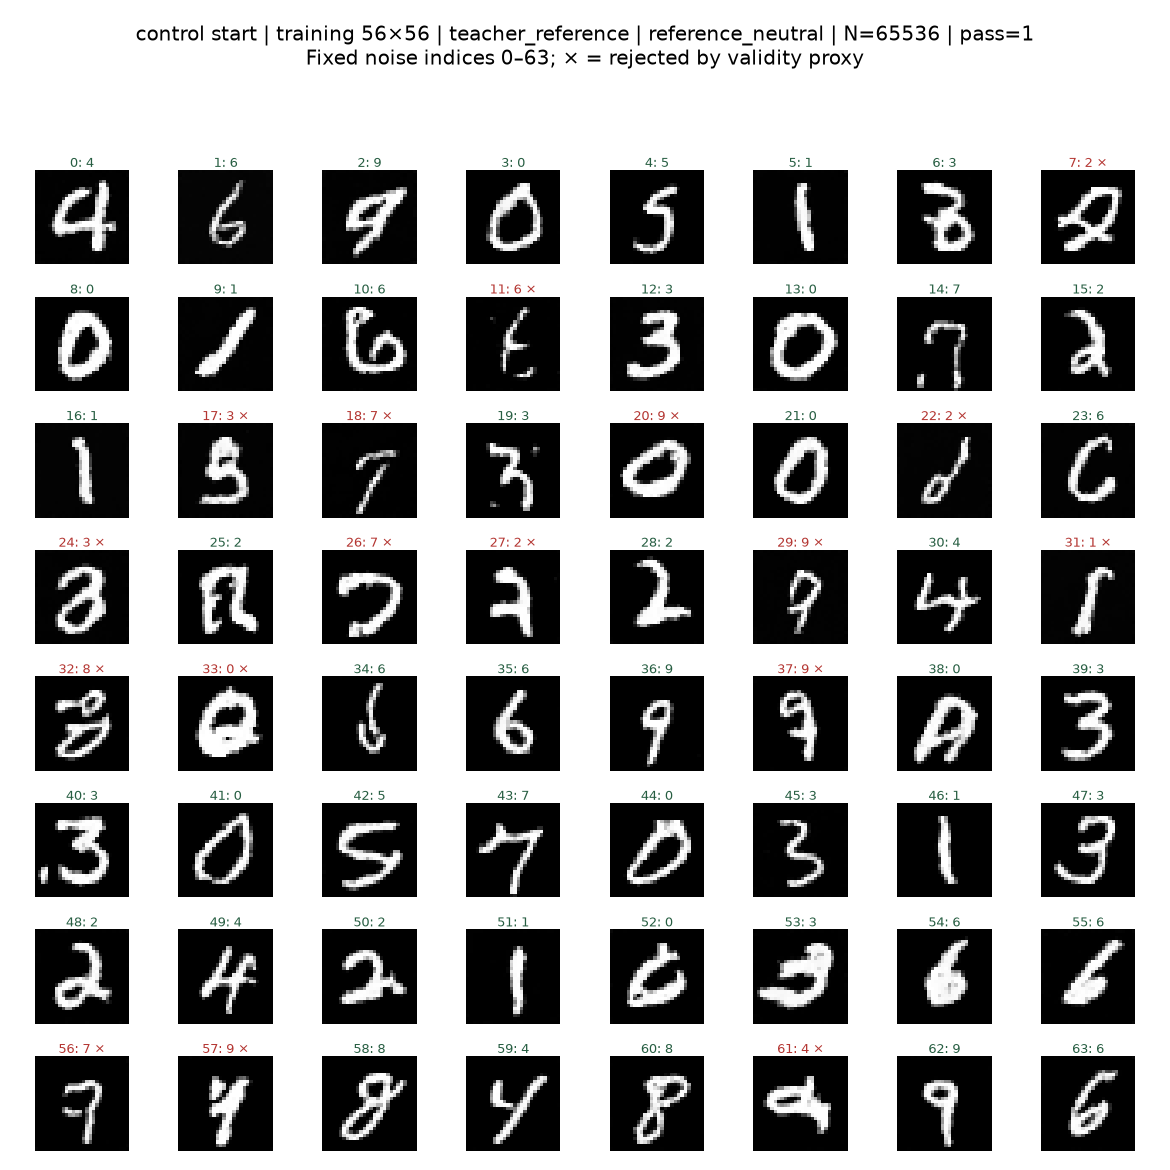 control start | training 56×56 | teacher_reference | reference_neutral | N=65536 | pass=1
Fixed noise indices 0–63; × = rejected by validity proxy
0: 4 1: 6 2: 9 3: 0 4: 5 5: 1 6: 3 7: 2 ×
8: 0 9: 1 10: 6 11: 6 × 12: 3 13: 0 14: 7 15: 2
16: 1 17: 3 × 18: 7 × 19: 3 20: 9 × 21: 0 22: 2 × 23: 6
24: 3 × 25: 2 26: 7 × 27: 2 × 28: 2 29: 9 × 30: 4 31: 1 ×
32: 8 × 33: 0 × 34: 6 35: 6 36: 9 37: 9 × 38: 0 39: 3
40: 3 41: 0 42: 5 43: 7 44: 0 45: 3 46: 1 47: 3
48: 2 49: 4 50: 2 51: 1 52: 0 53: 3 54: 6 55: 6
56: 7 × 57: 9 × 58: 8 59: 4 60: 8 61: 4 × 62: 9 63: 6